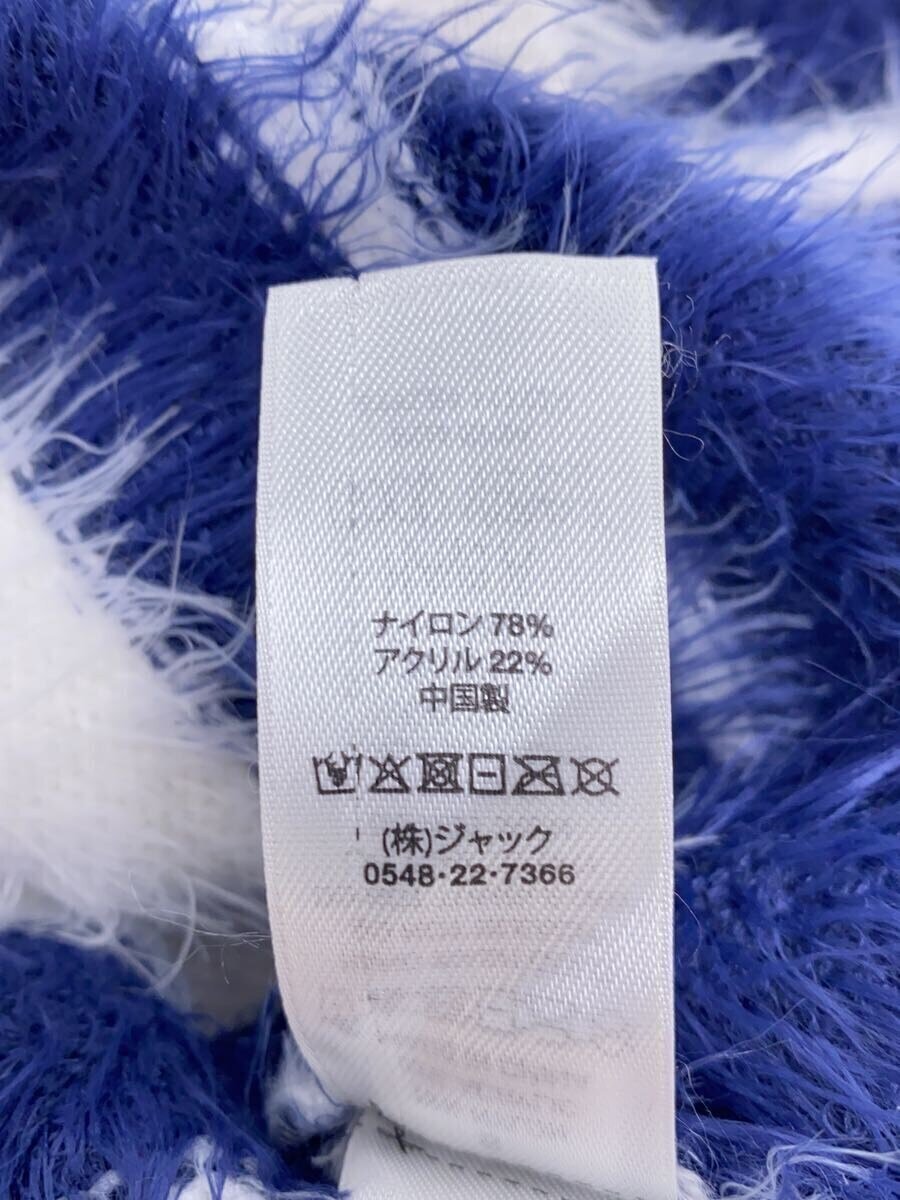 ナイロン 78%
アクリル 22%
中国製
(株)ジャック
0548・22・7366